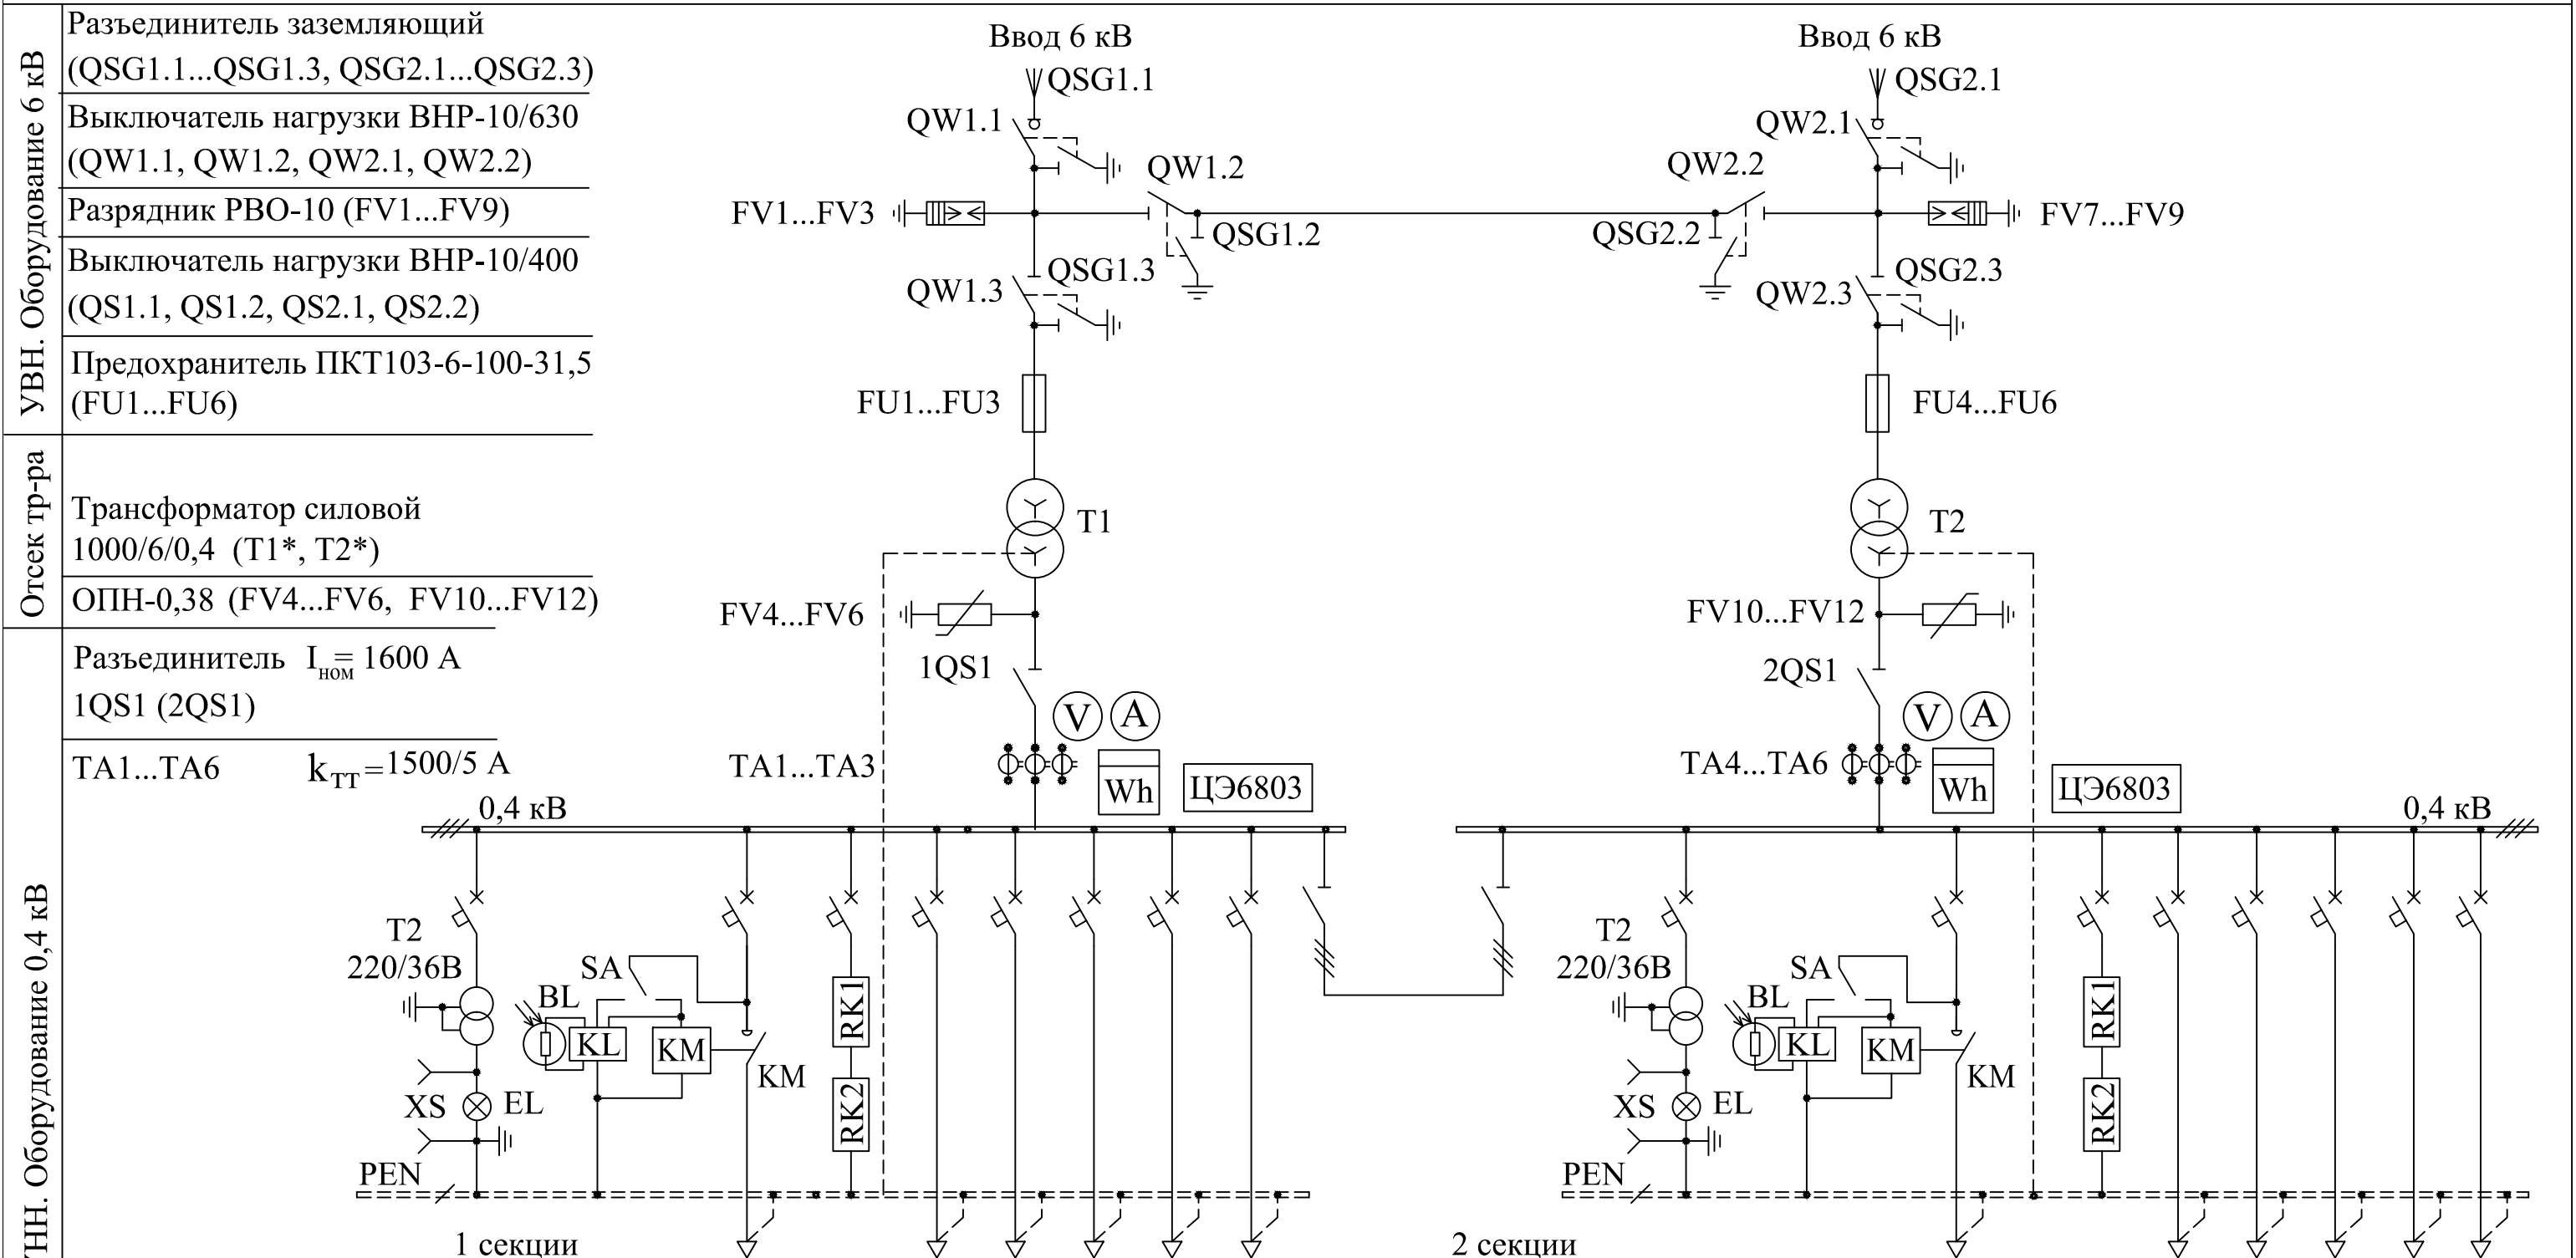 УВН. Оборудование 6 кВ
Разъединитель заземляющий
(QSG1.1...QSG1.3, QSG2.1...QSG2.3)
Выключатель нагрузки ВНР-10/630
(QW1.1, QW1.2, QW2.1, QW2.2)
Разрядник РВО-10 (FV1...FV9)
Выключатель нагрузки ВНР-10/400
(QS1.1, QS1.2, QS2.1, QS2.2)
Предохранитель ПКТ103-6-100-31,5
(FU1...FU6)
Отсек тр-ра
Трансформатор силовой
1000/6/0,4 (T1*, T2*)
ОПН-0,38 (FV4...FV6, FV10...FV12)
Разъединитель Iном= 1600 А
1QS1 (2QS1)
TA1...TA6 kТТ=1500/5 А
УНН. Оборудование 0,4 кВ
Ввод 6 кВ
QSG1.1
QW1.1
QW1.2
FV1...FV3
QSG1.2
QSG1.3
QW1.3
FU1...FU3
T1
FV4...FV6
1QS1
V
A
TA1...TA3
Wh
ЦЭ6803
0,4 кВ
T2
220/36В
SA
BL
KL
KM
KM
RK1
RK2
XS
EL
PEN
1 секции
Ввод 6 кВ
QSG2.1
QW2.1
QW2.2
FV7...FV9
QSG2.2
QSG2.3
QW2.3
FU4...FU6
T2
FV10...FV12
2QS1
V
A
TA4...TA6
Wh
ЦЭ6803
0,4 кВ
T2
220/36В
SA
BL
KL
KM
KM
RK1
RK2
XS
EL
PEN
2 секции